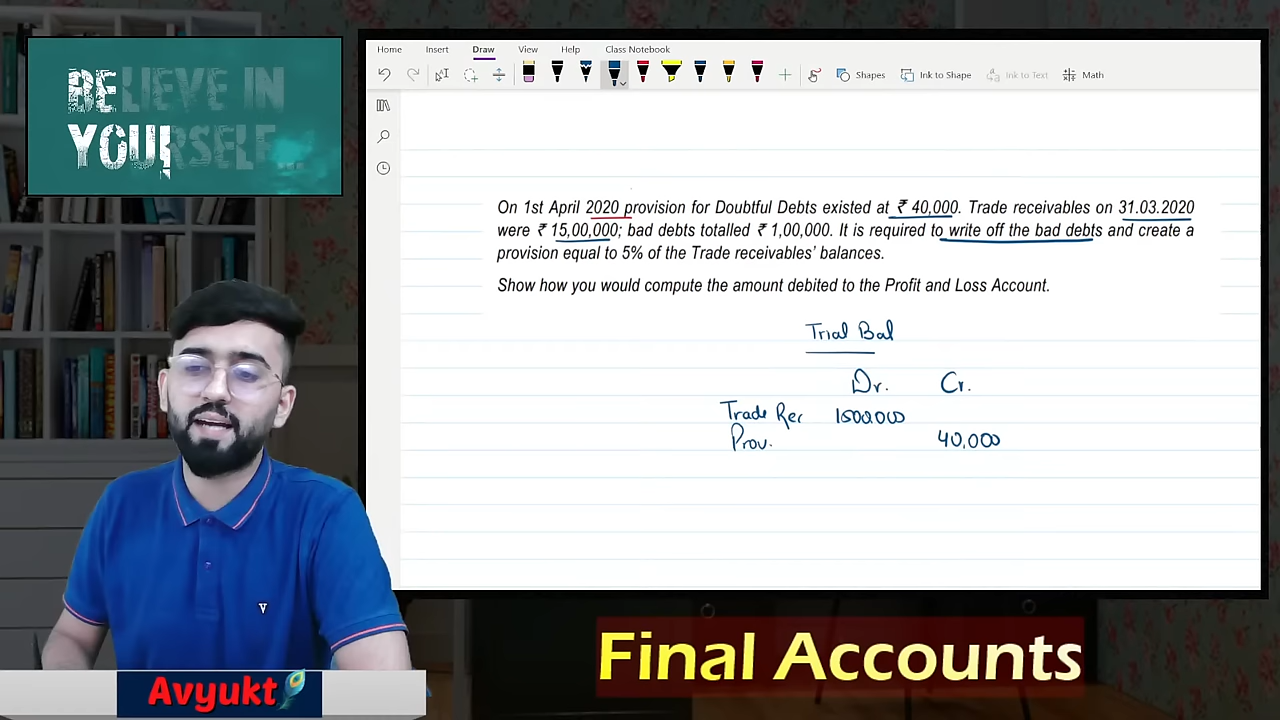 BELIEVE IN
YOURSELF...
Home Insert Draw View Help Class Notebook
Shapes Ink to Shape Ink to Text Math
On 1st April 2020 provision for Doubtful Debts existed at ₹ 40,000. Trade receivables on 31.03.2020
were ₹ 15,00,000; bad debts totalled ₹ 1,00,000. It is required to write off the bad debts and create a
provision equal to 5% of the Trade receivables' balances.
Show how you would compute the amount debited to the Profit and Loss Account.
Trial Bal
Dr. Cr.
Trade Rec 1500000
Prov. 40,000
V
Final Accounts
Avyukt